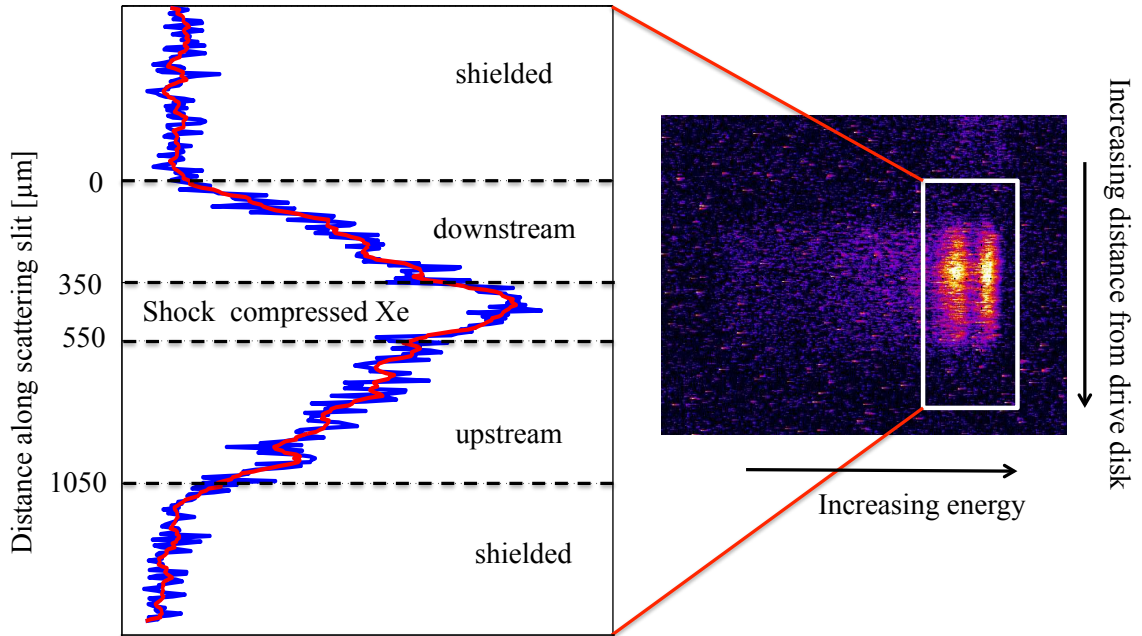 Distance along scattering slit [μm]
0
350
550
1050
shielded
downstream
Shock compressed Xe
upstream
shielded
Increasing energy
Increasing distance from drive disk